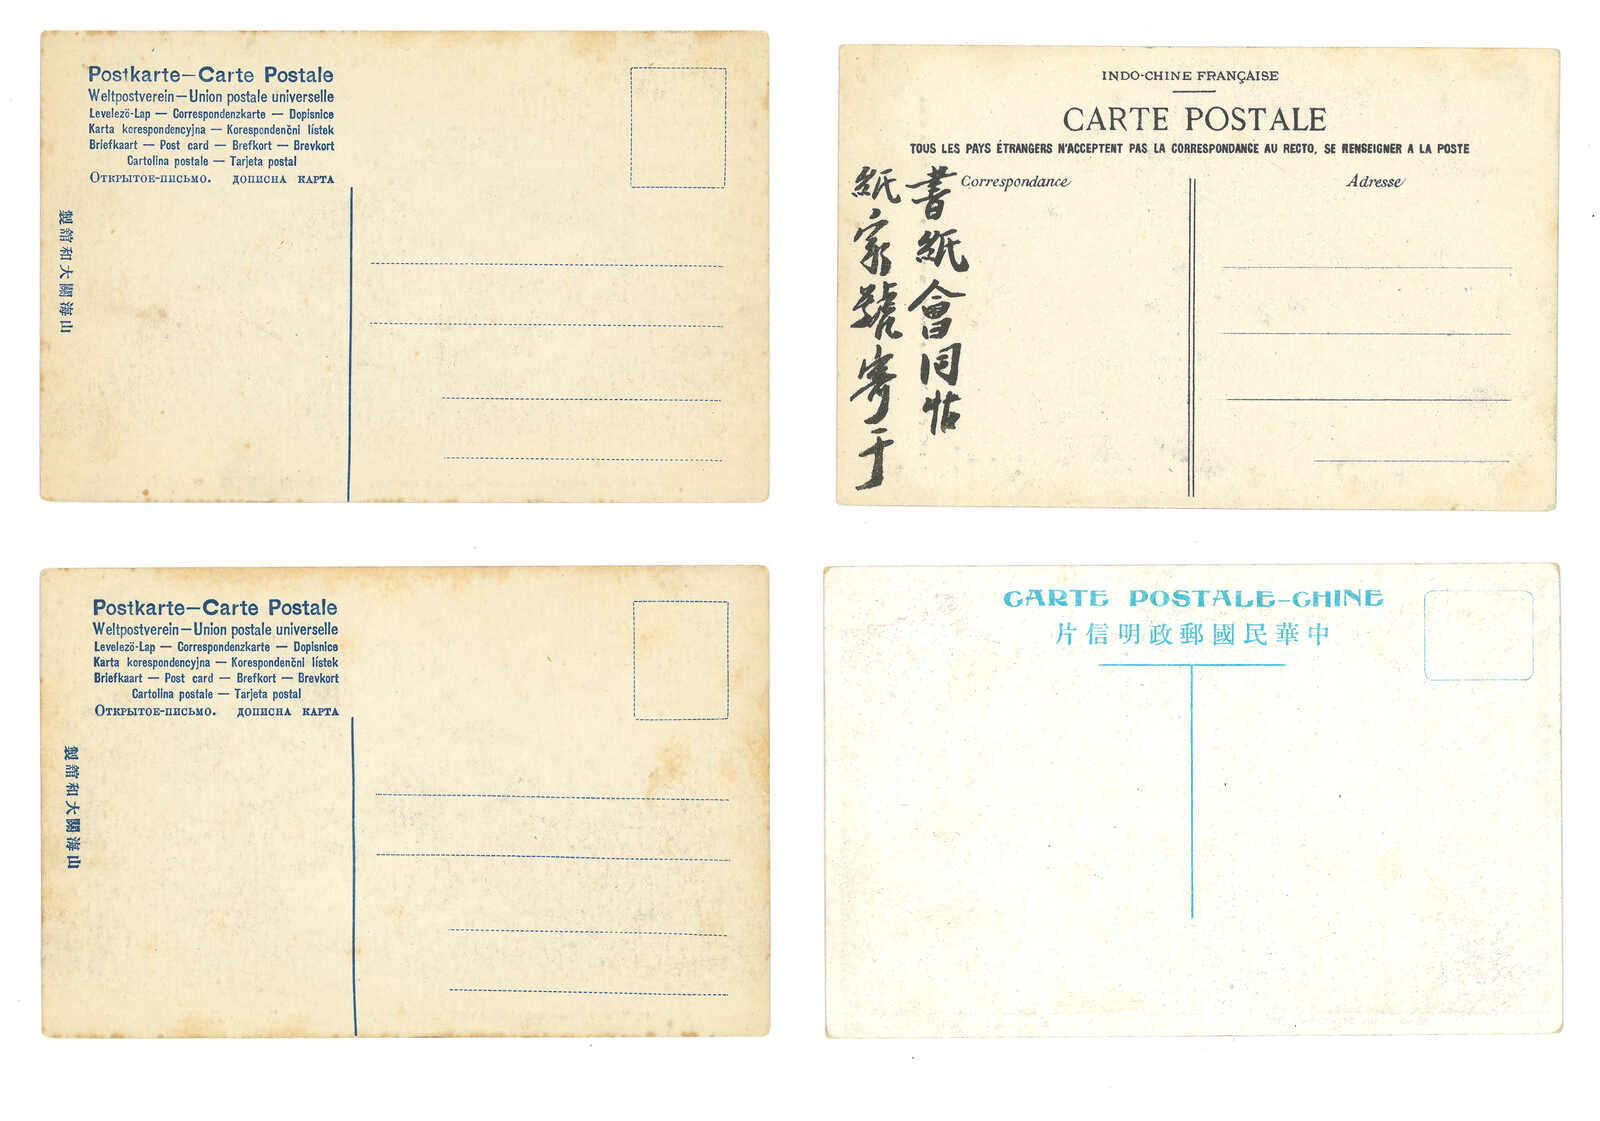 Postkarte—Carte Postale
Weltpostverein—Union postale universelle
Levelező-Lap — Correspondenzkarte — Dopisnice
Karta korespondencyjna — Korespondenční lístek
Briefkaart — Post card — Brefkort — Brevkort
Cartolina postale — Tarjeta postal
Открытое-письмо. дописна карта
山海關大和舘製
INDO-CHINE FRANÇAISE
CARTE POSTALE
TOUS LES PAYS ÉTRANGERS N'ACCEPTENT PAS LA CORRESPONDANCE AU RECTO, SE RENSEIGNER A LA POSTE
Correspondance
Adresse
書紙會同帖
紙家號寄于
Postkarte—Carte Postale
Weltpostverein—Union postale universelle
Levelező-Lap — Correspondenzkarte — Dopisnice
Karta korespondencyjna — Korespondenční lístek
Briefkaart — Post card — Brefkort — Brevkort
Cartolina postale — Tarjeta postal
Открытое-письмо. дописна карта
山海關大和舘製
CARTE POSTALE-CHINE
中華民國郵政明信片